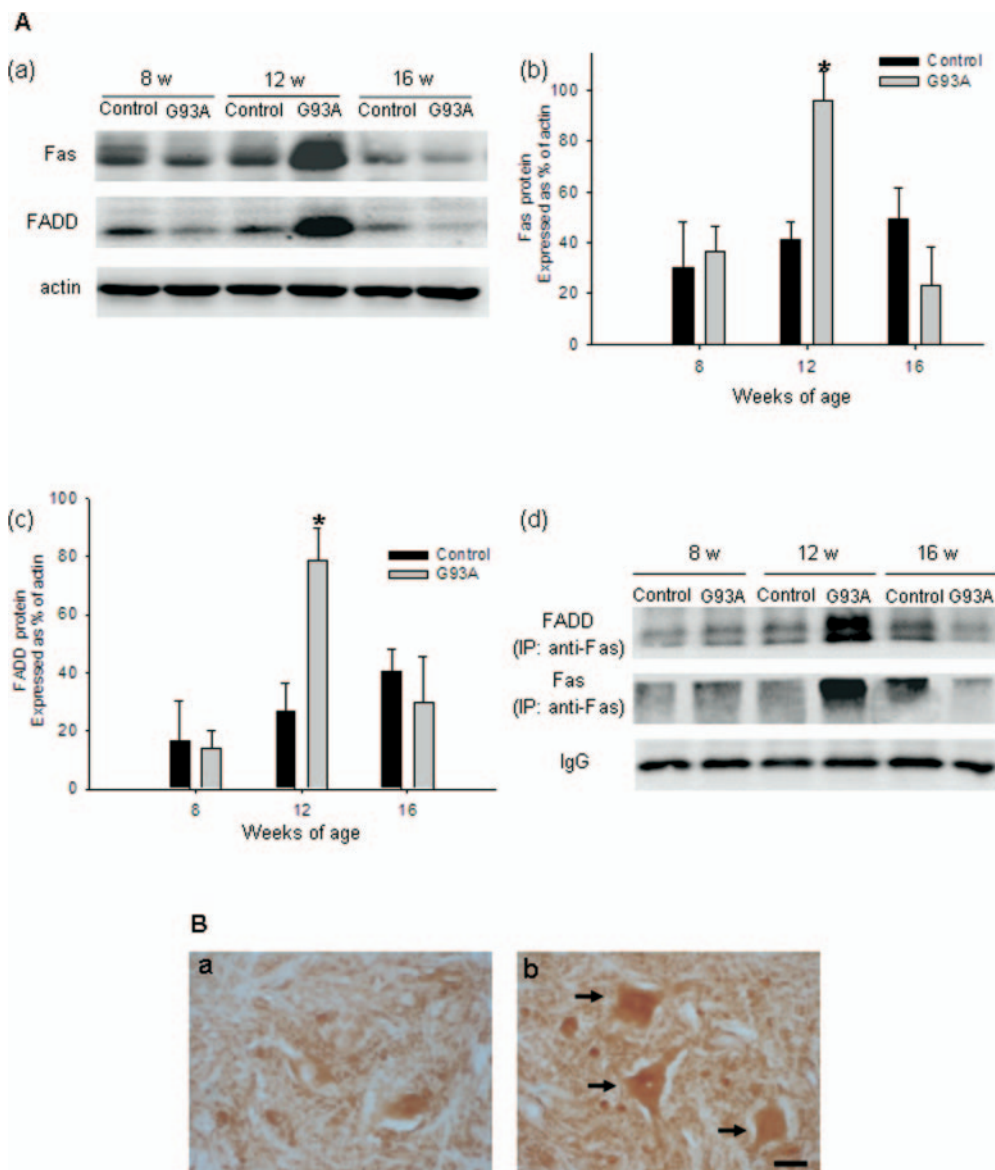 A
(a)
8 w 12 w 16 w
Control G93A Control G93A Control G93A
Fas
FADD
actin
(b)
Control
G93A
*
100
80
60
40
20
0
Fas protein
Expressed as % of actin
8 12 16
Weeks of age
(c)
100
80
60
40
20
0
FADD protein
Expressed as % of actin
*
Control
G93A
8 12 16
Weeks of age
(d)
8 w 12 w 16 w
Control G93A Control G93A Control G93A
FADD
(IP: anti-Fas)
Fas
(IP: anti-Fas)
IgG
B
a
b